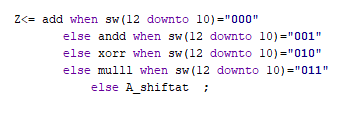 Z<= add when sw(12 downto 10)="000"
else andd when sw(12 downto 10)="001"
else xorr when sw(12 downto 10)="010"
else mulll when sw(12 downto 10)="011"
else A_shiftat ;